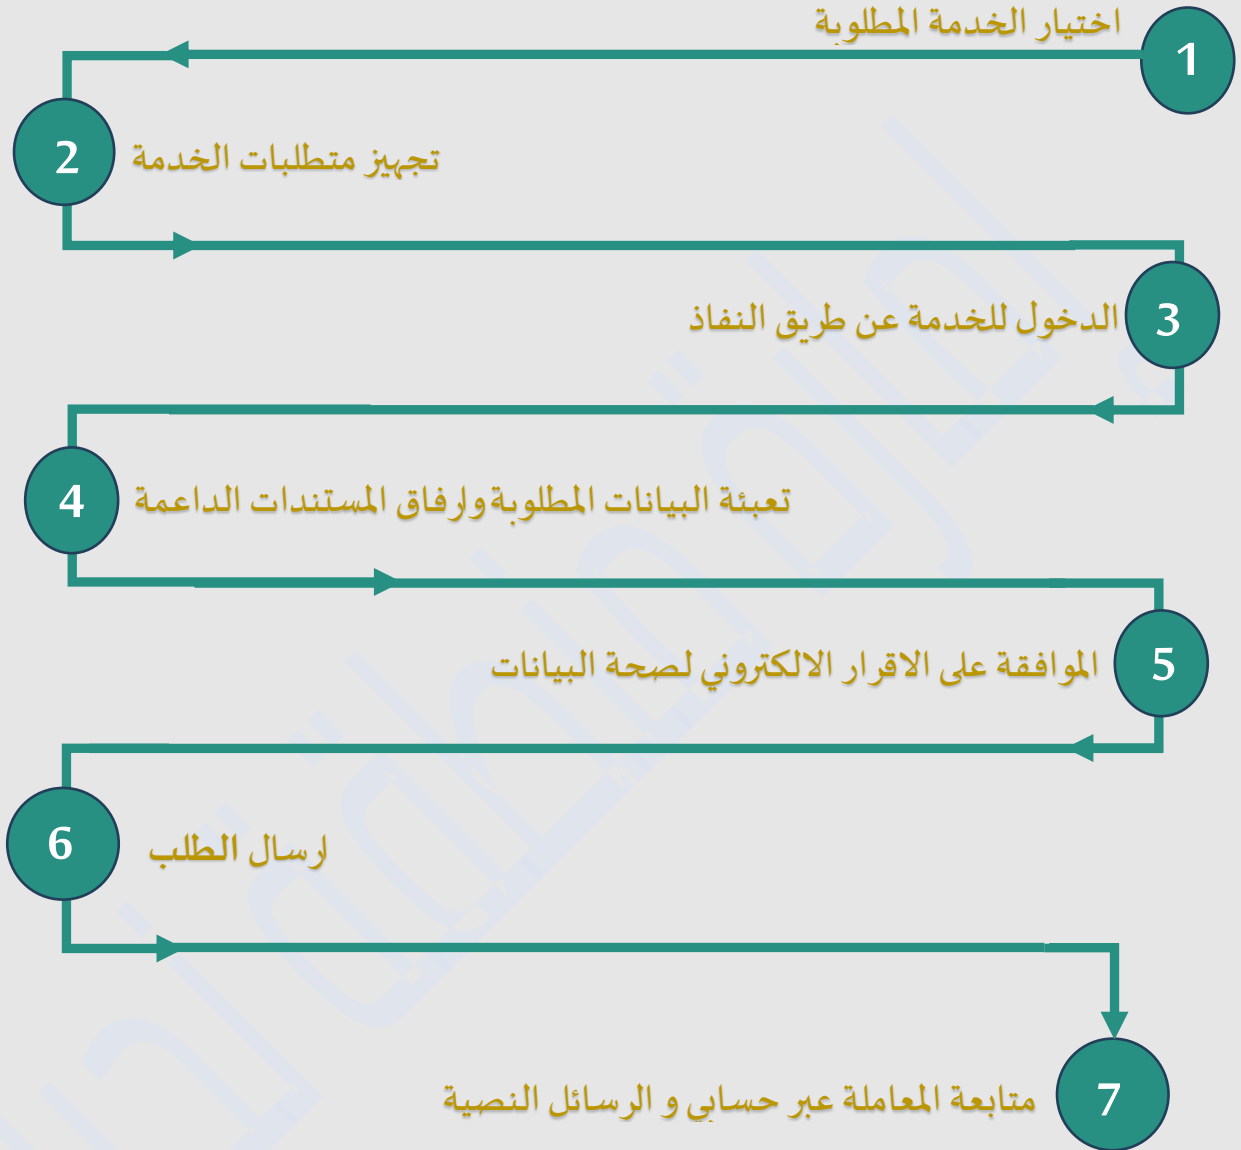 1 اختيار الخدمة المطلوبة
2 تجهيز متطلبات الخدمة
3 الدخول للخدمة عن طريق النفاذ
4 تعبئة البيانات المطلوبة وارفاق المستندات الداعمة
5 الموافقة على الاقرار الالكتروني لصحة البيانات
6 ارسال الطلب
7 متابعة المعاملة عبر حسابي و الرسائل النصية